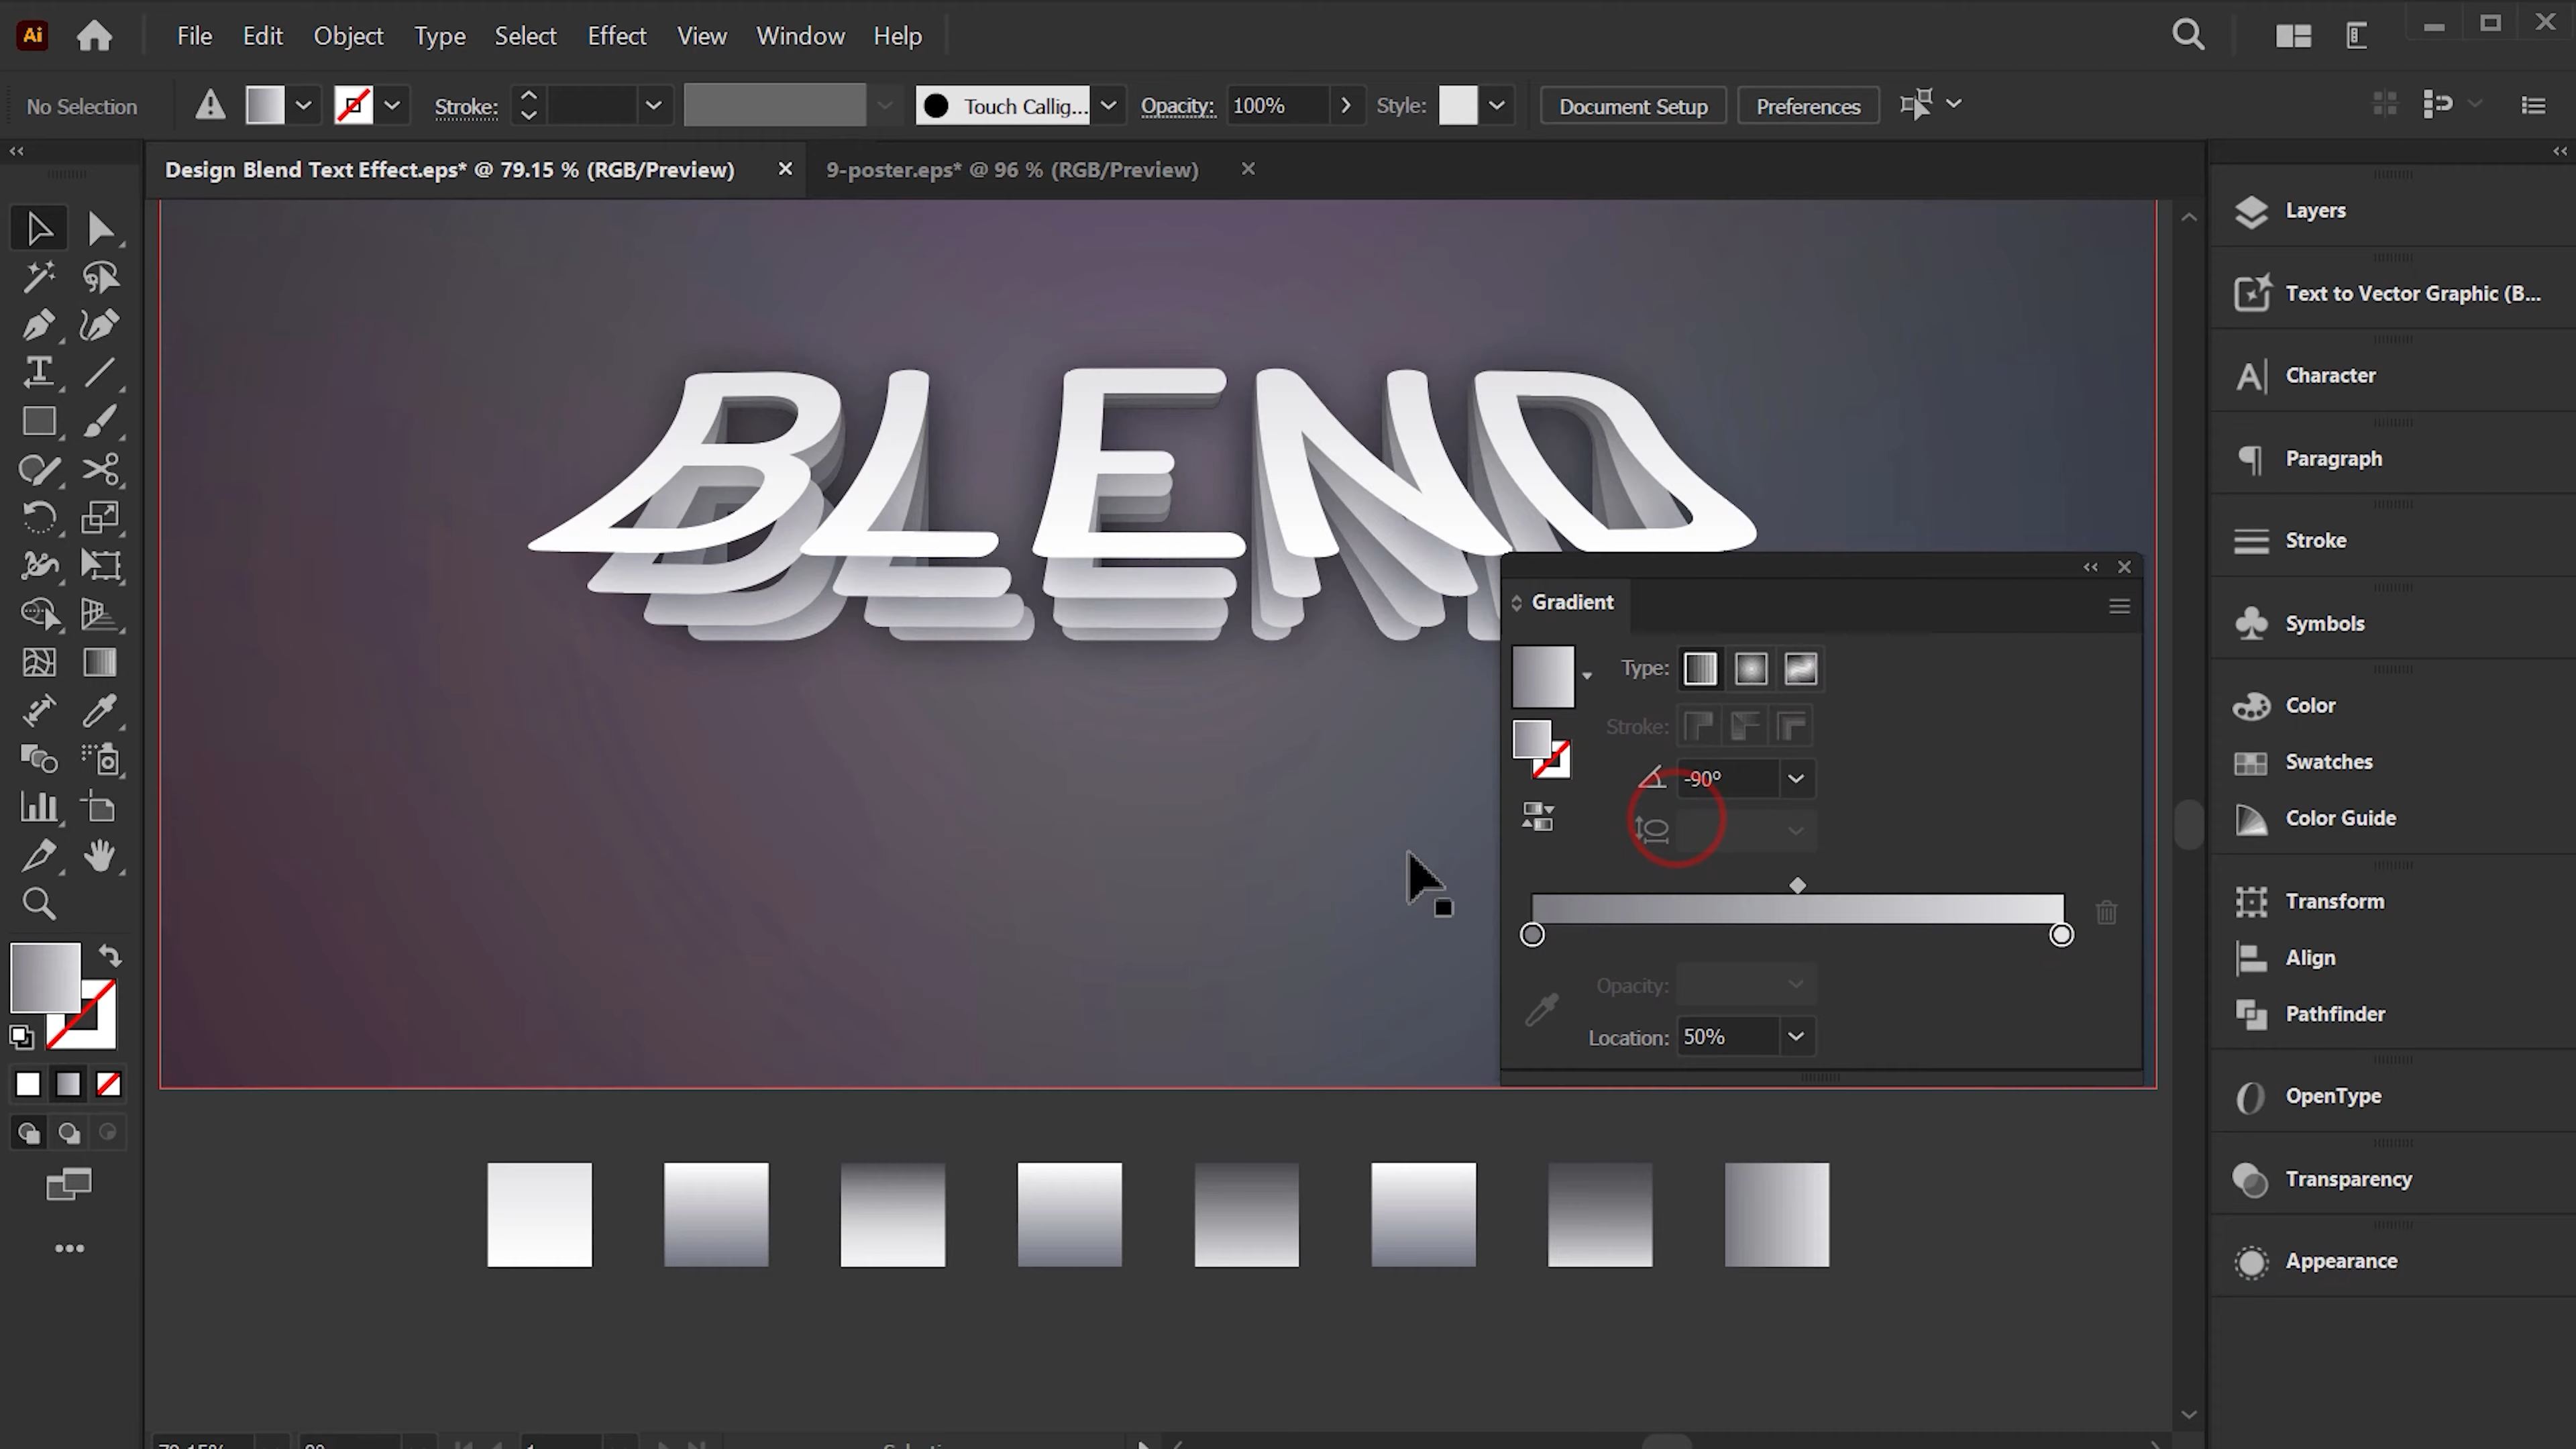 Ai
File Edit Object Type Select Effect View Window Help
No Selection
Stroke:
Touch Callig...
Opacity: 100%
Style:
Document Setup
Preferences
Design Blend Text Effect.eps* @ 79.15 % (RGB/Preview)
9-poster.eps* @ 96 % (RGB/Preview)
BLEND
Gradient
Type:
Stroke:
-90°
Opacity:
Location: 50%
Layers
Text to Vector Graphic (B...
Character
Paragraph
Stroke
Symbols
Color
Swatches
Color Guide
Transform
Align
Pathfinder
OpenType
Transparency
Appearance